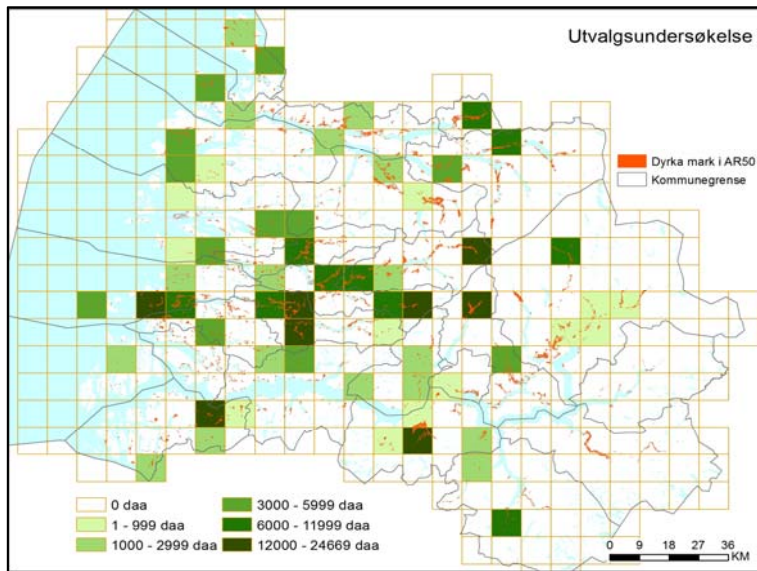 Utvalgsundersøkelse
Dyrka mark i AR50
Kommunegrense
0 daa
1 - 999 daa
1000 - 2999 daa
3000 - 5999 daa
6000 - 11999 daa
12000 - 24669 daa
0 9 18 27 36
KM